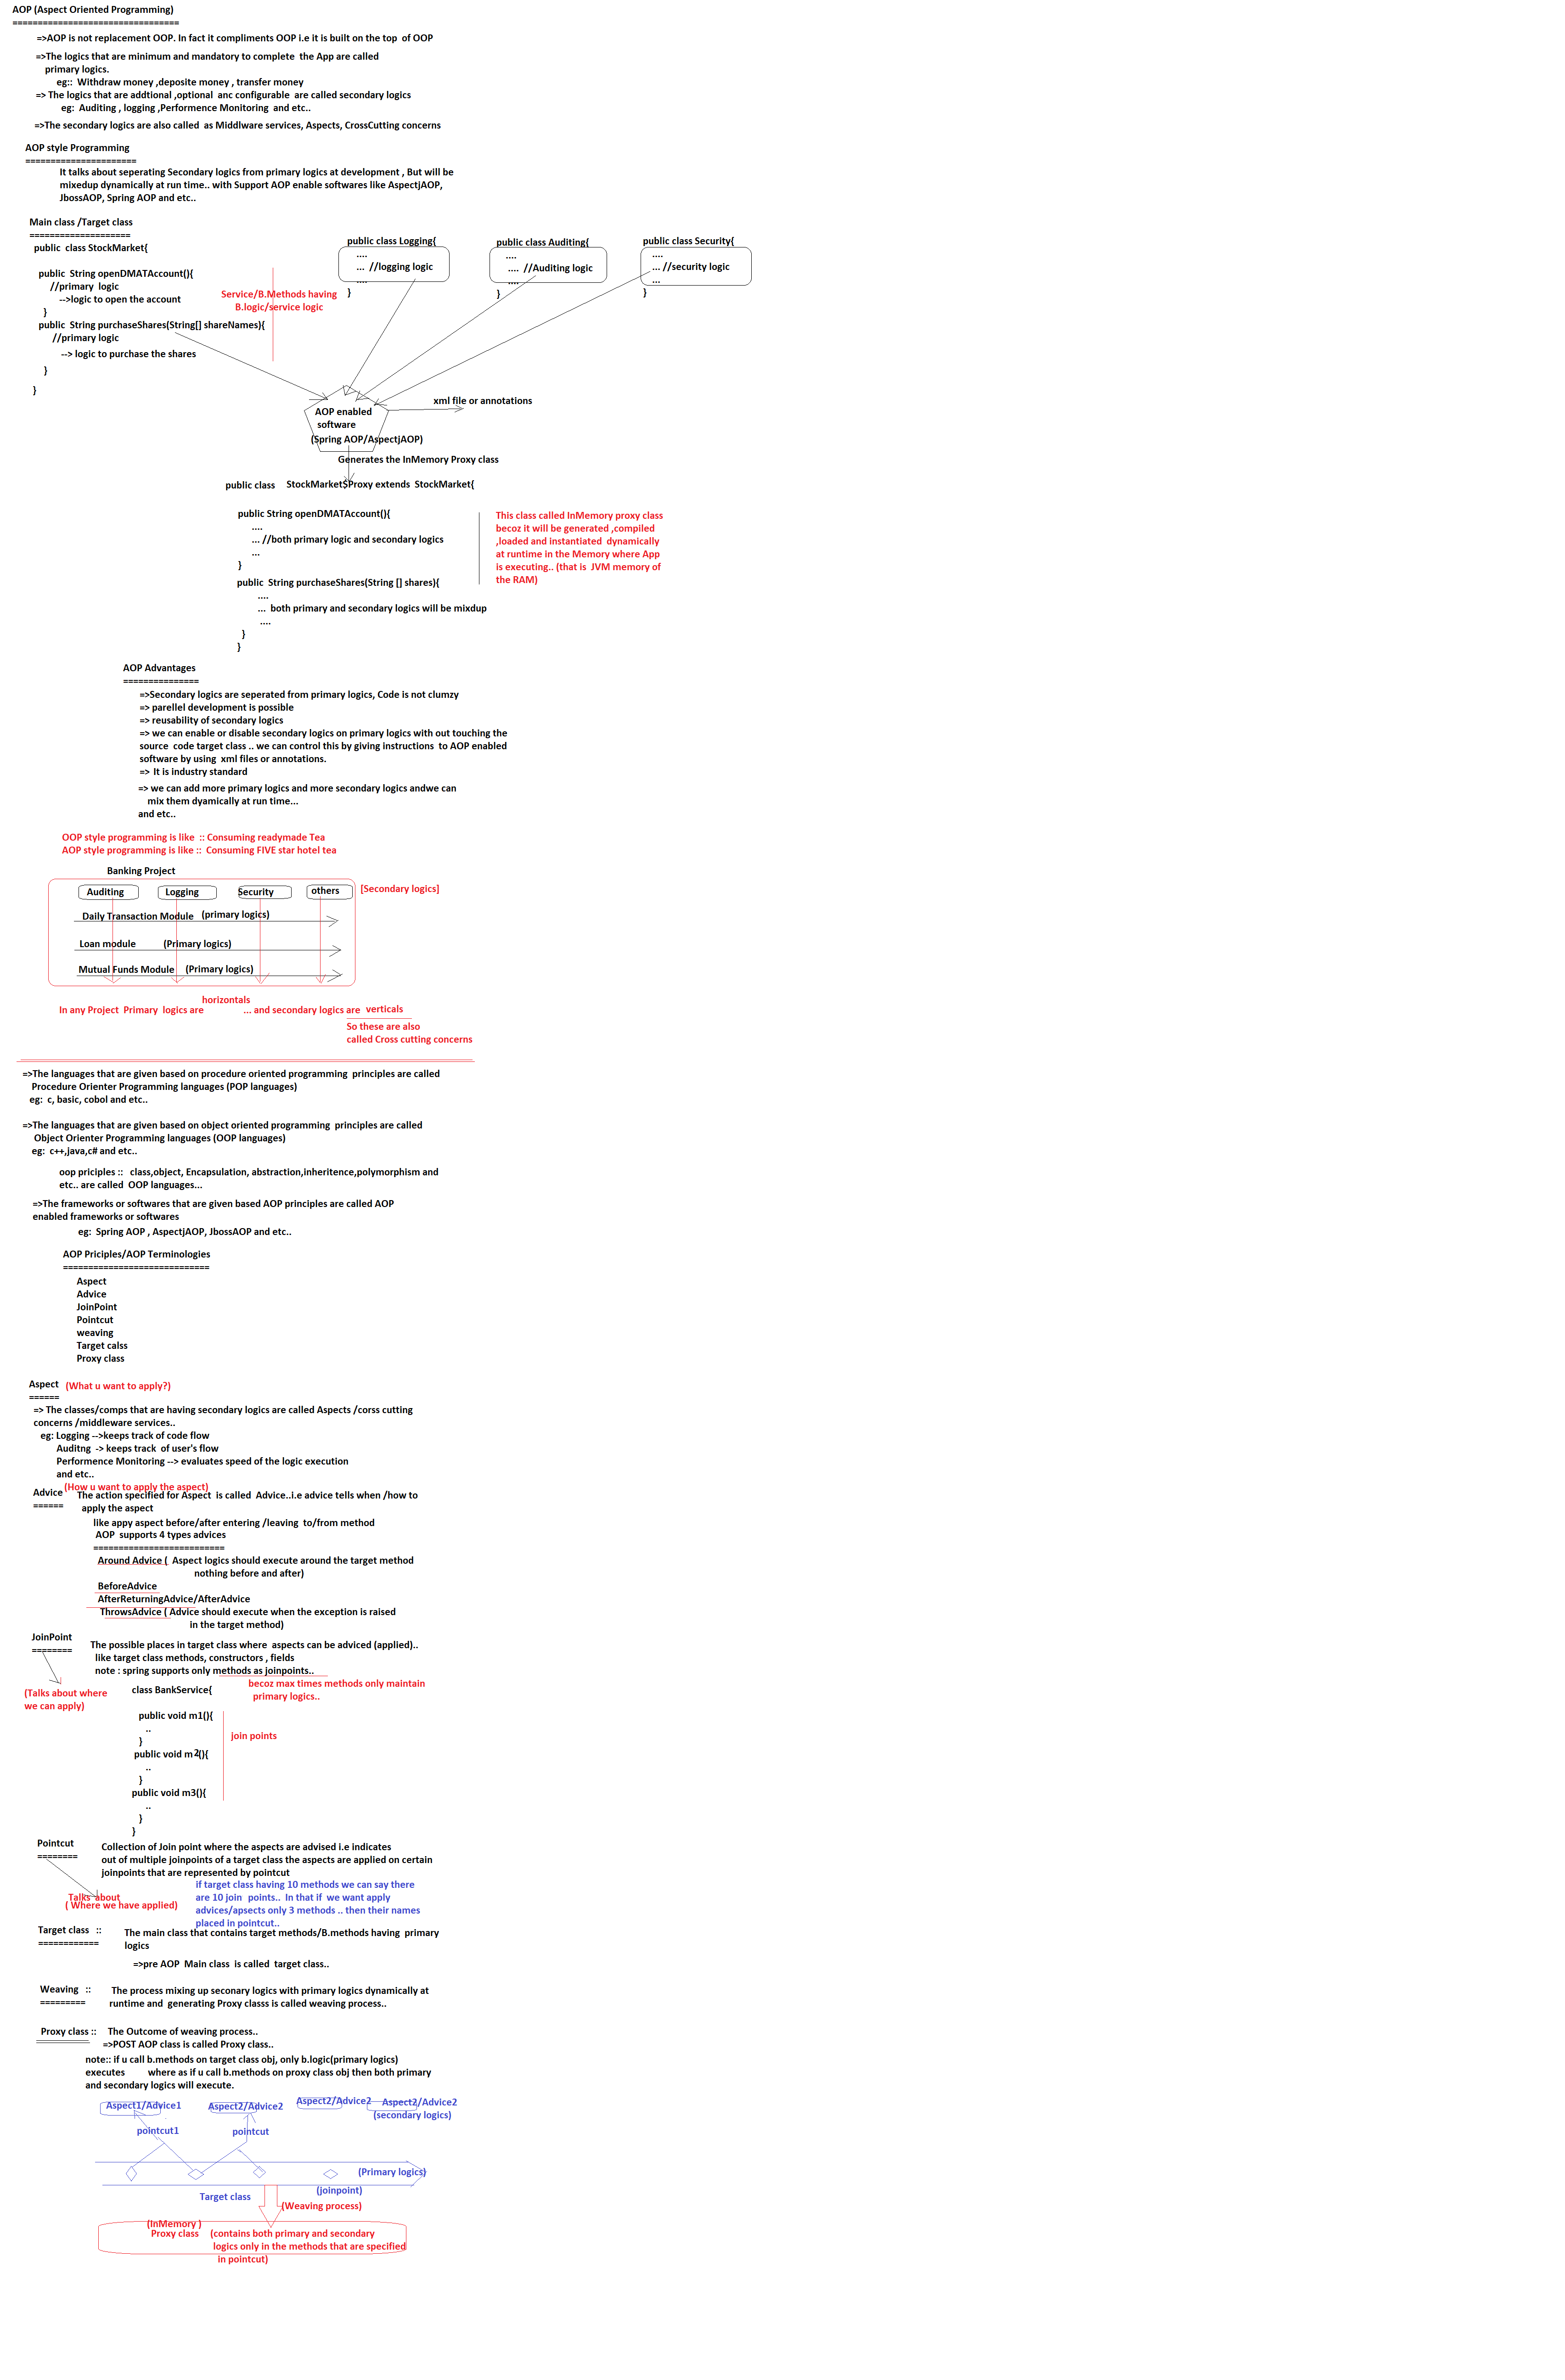 AOP (Aspect Oriented Programming)
=================================
=>AOP is not replacement OOP. In fact it compliments OOP i.e it is built on the top  of OOP
=>The logics that are minimum and mandatory to complete  the App are called
primary logics.
eg::  Withdraw money ,deposite money , transfer money
=> The logics that are addtional ,optional  anc configurable  are called secondary logics
eg:  Auditing , logging ,Performence Monitoring  and etc..
=>The secondary logics are also called  as Middlware services, Aspects, CrossCutting concerns
AOP style Programming
======================
It talks about seperating Secondary logics from primary logics at development , But will be
mixedup dynamically at run time.. with Support AOP enable softwares like AspectjAOP,
JbossAOP, Spring AOP and etc..
Main class /Target class
====================
public  class StockMarket{
public  String openDMATAccount(){
//primary  logic
-->logic to open the account
}
public  String purchaseShares(String[] shareNames){
//primary logic
--> logic to purchase the shares
}
}
Service/B.Methods having
B.logic/service logic
public class Logging{
....
...  //logging logic
....
}
public class Auditing{
....
....  //Auditing logic
....
}
public class Security{
....
... //security logic
...
}
AOP enabled
software
(Spring AOP/AspectjAOP)
xml file or annotations
Generates the InMemory Proxy class
public class    StockMarket$Proxy extends  StockMarket{
public String openDMATAccount(){
....
... //both primary logic and secondary logics
...
}
public  String purchaseShares(String [] shares){
....
...  both primary and secondary logics will be mixdup
....
}
}
This class called InMemory proxy class
becoz it will be generated ,compiled
,loaded and instantiated  dynamically
at runtime in the Memory where App
is executing.. (that is  JVM memory of
the RAM)
AOP Advantages
===============
=>Secondary logics are seperated from primary logics, Code is not clumzy
=> parellel development is possible
=> reusability of secondary logics
=> we can enable or disable secondary logics on primary logics with out touching the
source  code target class .. we can control this by giving instructions  to AOP enabled
software by using  xml files or annotations.
=>  It is industry standard
=> we can add more primary logics and more secondary logics andwe can
mix them dyamically at run time...
and etc..
OOP style programming is like  :: Consuming readymade Tea
AOP style programming is like ::  Consuming FIVE star hotel tea
Banking Project
Auditing
Logging
Security
others
[Secondary logics]
Daily Transaction Module   (primary logics)
Loan module   (Primary logics)
Mutual Funds Module   (Primary logics)
In any Project  Primary  logics are horizontals ... and secondary logics are  verticals
So these are also
called Cross cutting concerns
=>The languages that are given based on procedure oriented programming  principles are called
Procedure Orienter Programming languages (POP languages)
eg:  c, basic, cobol and etc..
=>The languages that are given based on object oriented programming  principles are called
Object Orienter Programming languages (OOP languages)
eg:  c++,java,c# and etc..
oop priciples ::   class,object, Encapsulation, abstraction,inheritence,polymorphism and
etc.. are called  OOP languages...
=>The frameworks or softwares that are given based AOP principles are called AOP
enabled frameworks or softwares
eg:  Spring AOP , AspectjAOP, JbossAOP and etc..
AOP Priciples/AOP Terminologies
=============================
Aspect
Advice
JoinPoint
Pointcut
weaving
Target calss
Proxy class
Aspect   (What u want to apply?)
======
=> The classes/comps that are having secondary logics are called Aspects /corss cutting
concerns /middleware services..
eg: Logging -->keeps track of code flow
Auditng  -> keeps track  of user's flow
Performence Monitoring --> evaluates speed of the logic execution
and etc..
(How u want to apply the aspect)
Advice   The action specified for Aspect  is called  Advice..i.e advice tells when /how to
======   apply the aspect
like appy aspect before/after entering /leaving  to/from method
AOP  supports 4 types advices
==========================
Around Advice (  Aspect logics should execute around the target method
nothing before and after)
BeforeAdvice
AfterReturningAdvice/AfterAdvice
ThrowsAdvice ( Advice should execute when the exception is raised
in the target method)
JoinPoint
========
The possible places in target class where  aspects can be adviced (applied)..
like target class methods, constructors , fields
note : spring supports only methods as joinpoints..
becoz max times methods only maintain
primary logics..
(Talks about where
we can apply)
class BankService{
public void m1(){
..
}
public void m2(){
..
}
public void m3(){
..
}
}
join points
Pointcut
========
Collection of Join point where the aspects are advised i.e indicates
out of multiple joinpoints of a target class the aspects are applied on certain
joinpoints that are represented by pointcut
Talks about
( Where we have applied)
if target class having 10 methods we can say there
are 10 join  points..  In that if  we want apply
advices/apsects only 3 methods .. then their names
placed in pointcut..
Target class   ::   The main class that contains target methods/B.methods having  primary
============   logics
=>pre AOP  Main class  is called  target class..
Weaving   ::   The process mixing up seconary logics with primary logics dynamically at
=========   runtime and  generating Proxy classs is called weaving process..
Proxy class ::   The Outcome of weaving process..
=>POST AOP class is called Proxy class..
note:: if u call b.methods on target class obj, only b.logic(primary logics)
executes   where as if u call b.methods on proxy class obj then both primary
and secondary logics will execute.
Aspect1/Advice1
Aspect2/Advice2
Aspect2/Advice2
Aspect2/Advice2
(secondary logics)
pointcut1
pointcut
(Primary logics)
(joinpoint)
Target class
(Weaving process)
(InMemory )
Proxy class   (contains both primary and secondary
logics only in the methods that are specified
in pointcut)